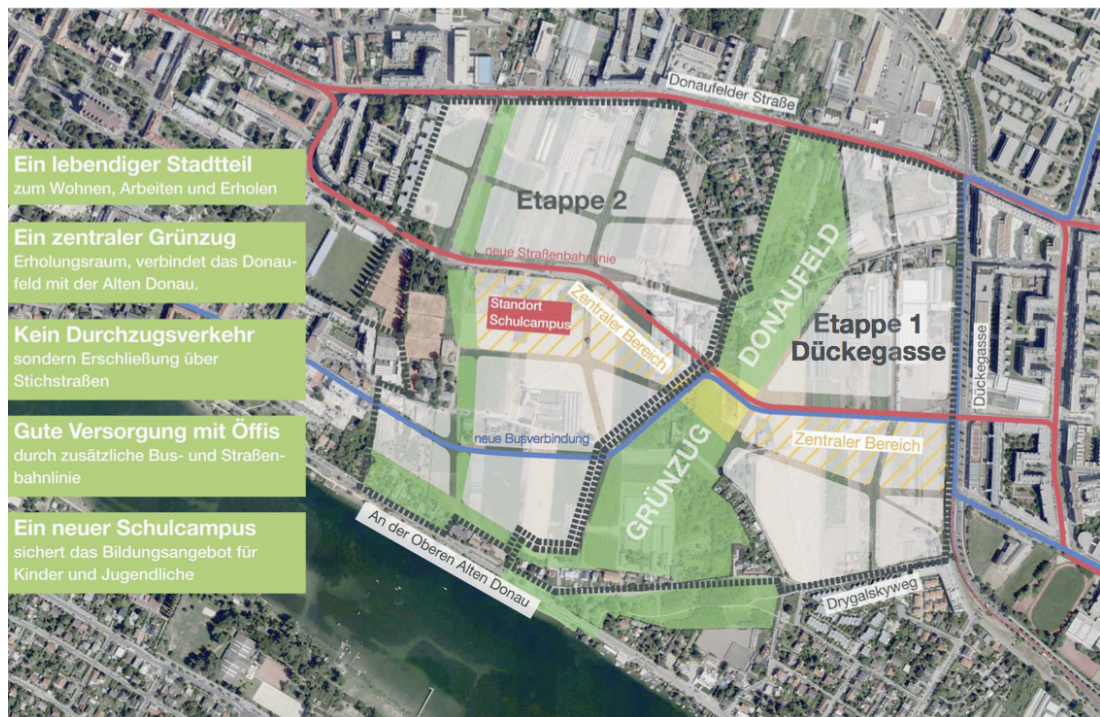 Ein lebendiger Stadtteil
zum Wohnen, Arbeiten und Erholen
Ein zentraler Grünzug
Erholungsraum, verbindet das Donau-
feld mit der Alten Donau.
Kein Durchzugsverkehr
sondern Erschließung über
Stichstraßen
Gute Versorgung mit Öffis
durch zusätzliche Bus- und Straßen-
bahnlinie
Ein neuer Schulcampus
sichert das Bildungsangebot für
Kinder und Jugendliche
Donaufelder Straße
Etappe 2
neue Straßenbahnlinie
Standort
Schulcampus
Zentraler Bereich
DONAUFELD
Etappe 1
Dückegasse
Dückegasse
neue Busverbindung
Zentraler Bereich
GRÜNZUG
An der Oberen Alten Donau
Drygalskyweg